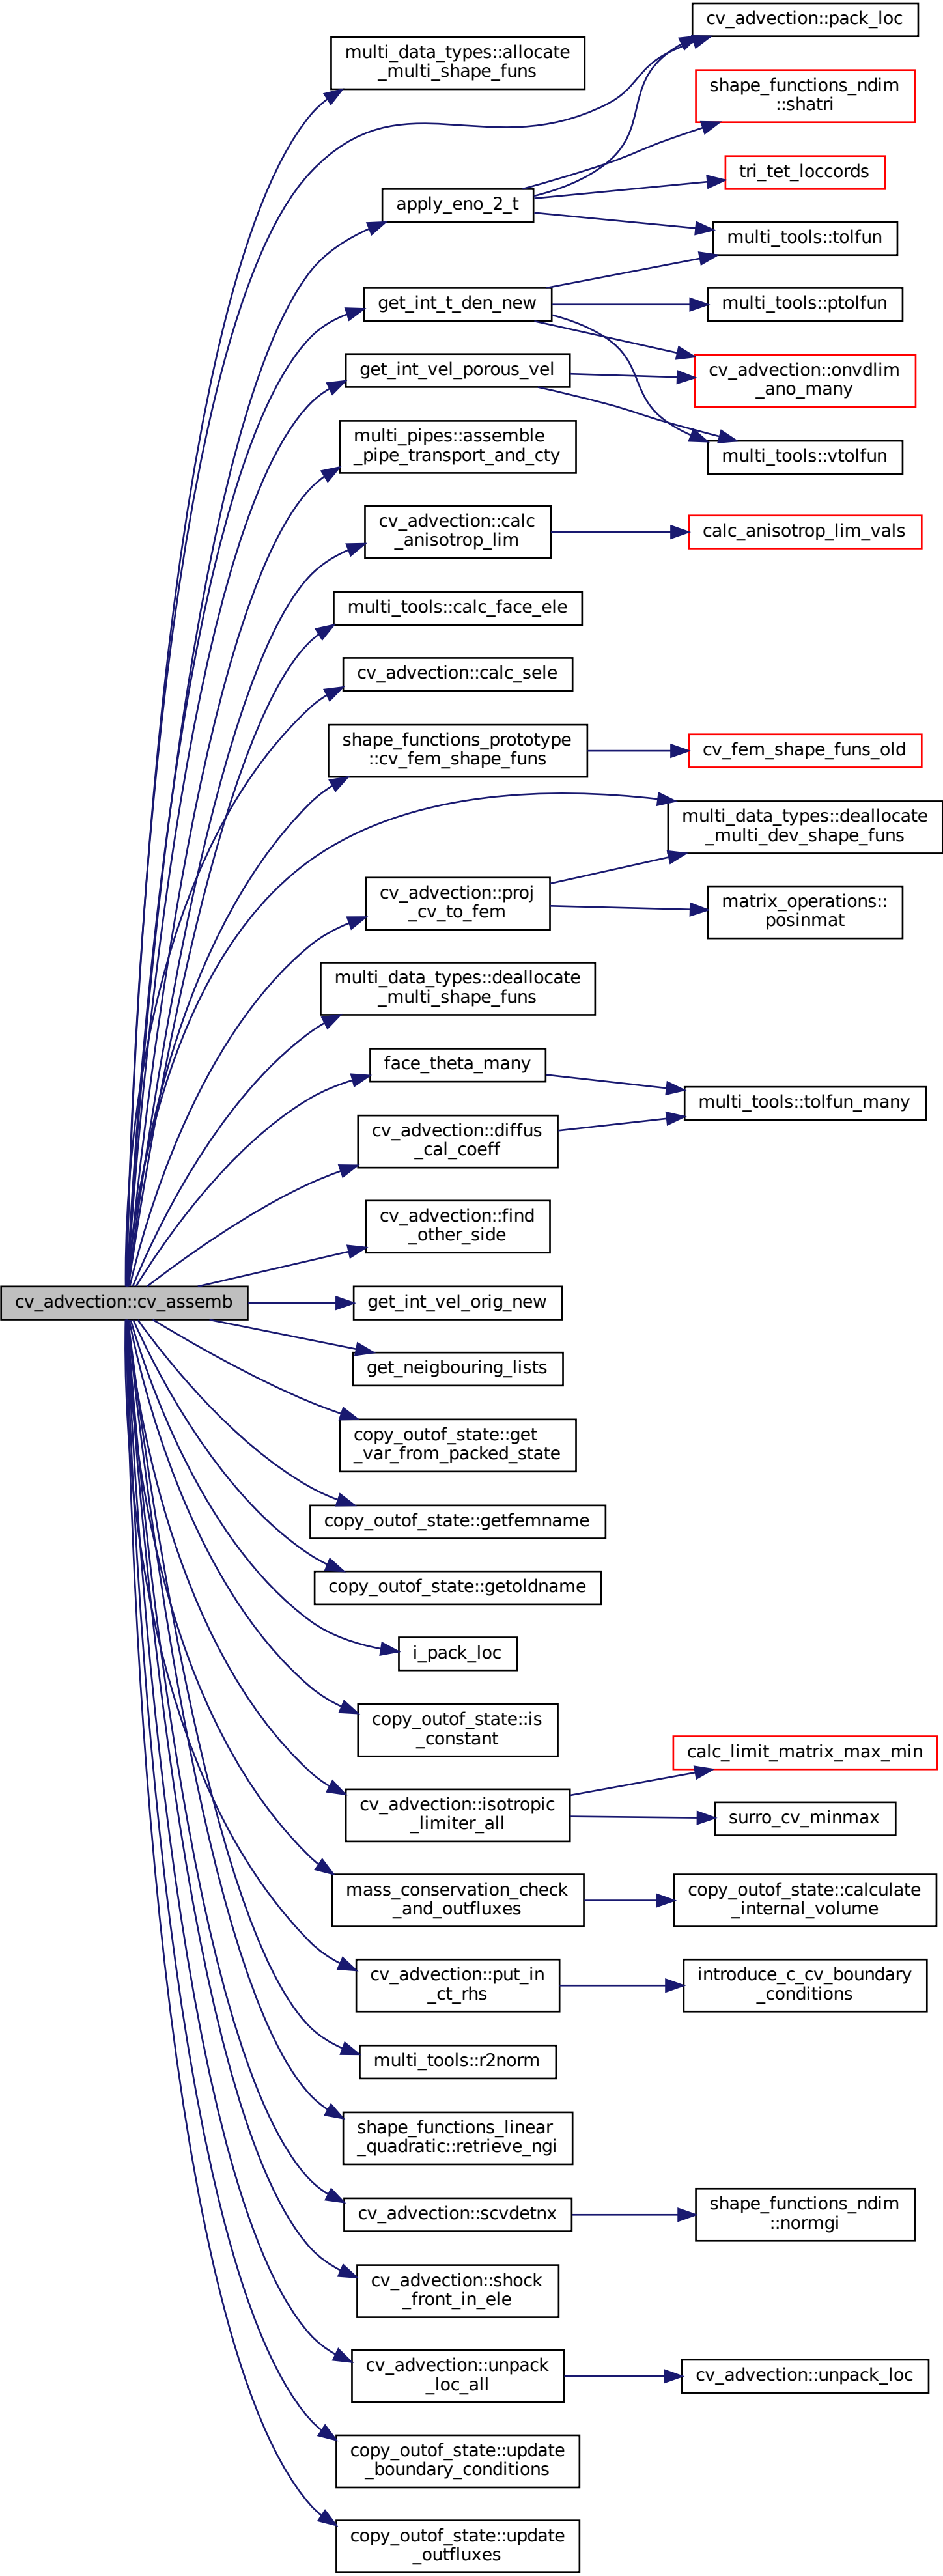 cv_advection::pack_loc
multi_data_types::allocate
_multi_shape_funs
shape_functions_ndim
::shatri
tri_tet_loccords
apply_eno_2_t
multi_tools::tolfun
get_int_t_den_new
multi_tools::ptolfun
get_int_vel_porous_vel
cv_advection::onvdlim
_ano_many
multi_pipes::assemble
_pipe_transport_and_cty
multi_tools::vtolfun
cv_advection::calc
_anisotrop_lim
calc_anisotrop_lim_vals
multi_tools::calc_face_ele
cv_advection::calc_sele
shape_functions_prototype
::cv_fem_shape_funs
cv_fem_shape_funs_old
multi_data_types::deallocate
_multi_dev_shape_funs
cv_advection::proj
_cv_to_fem
matrix_operations::
posinmat
multi_data_types::deallocate
_multi_shape_funs
face_theta_many
multi_tools::tolfun_many
cv_advection::diffus
_cal_coeff
cv_advection::find
_other_side
cv_advection::cv_assemb
get_int_vel_orig_new
get_neigbouring_lists
copy_outof_state::get
_var_from_packed_state
copy_outof_state::getfemname
copy_outof_state::getoldname
i_pack_loc
copy_outof_state::is
_constant
calc_limit_matrix_max_min
cv_advection::isotropic
_limiter_all
surro_cv_minmax
mass_conservation_check
_and_outfluxes
copy_outof_state::calculate
_internal_volume
cv_advection::put_in
_ct_rhs
introduce_c_cv_boundary
_conditions
multi_tools::r2norm
shape_functions_linear
_quadratic::retrieve_ngi
cv_advection::scvdetnx
shape_functions_ndim
::normgi
cv_advection::shock
_front_in_ele
cv_advection::unpack
_loc_all
cv_advection::unpack_loc
copy_outof_state::update
_boundary_conditions
copy_outof_state::update
_outfluxes